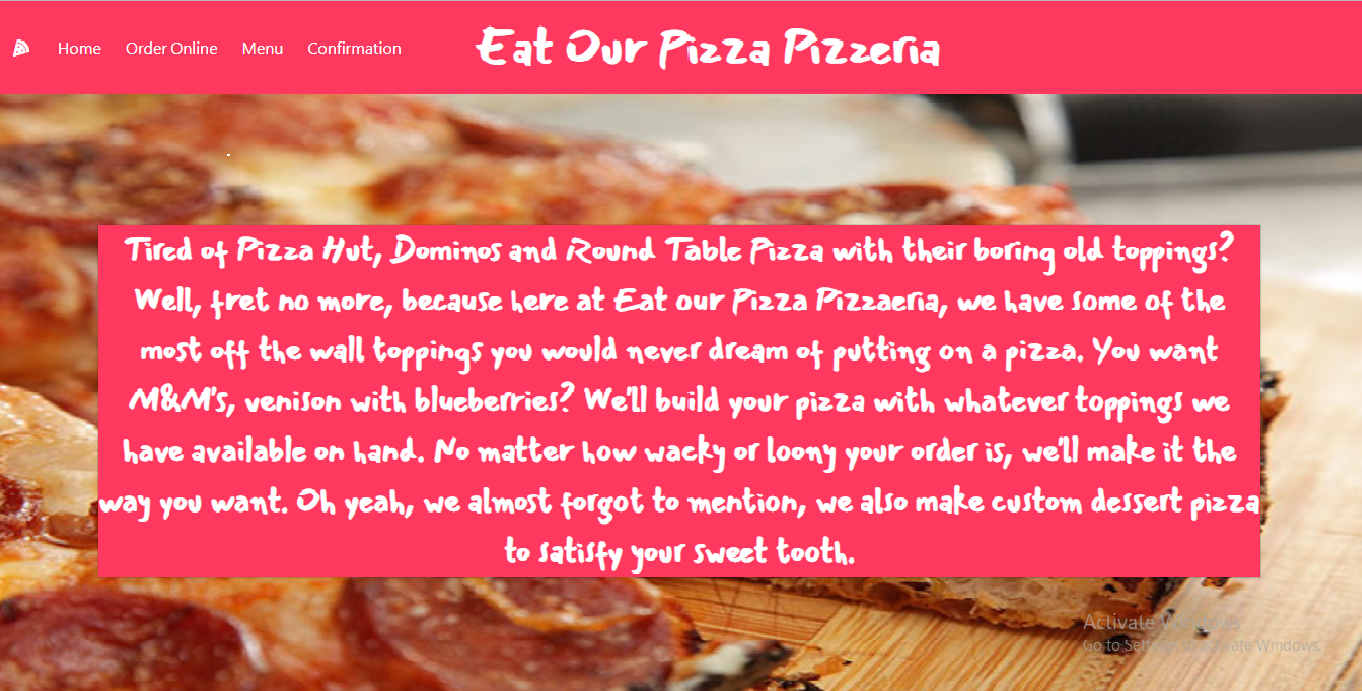 Home Order Online Menu Confirmation Eat Our Pizza Pizzeria
Tired of Pizza Hut, Dominos and Round Table Pizza with their boring old toppings?
Well, fret no more, because here at Eat our Pizza Pizzaeria, we have some of the
most off the wall toppings you would never dream of putting on a pizza. You want
M&M's, venison with blueberries? We'll build your pizza with whatever toppings we
have available on hand. No matter how wacky or loony your order is, we'll make it the
way you want. Oh yeah, we almost forgot to mention, we also make custom dessert pizza
to satisfy your sweet tooth.
Activate Windows
Go to Settings to activate Windows.